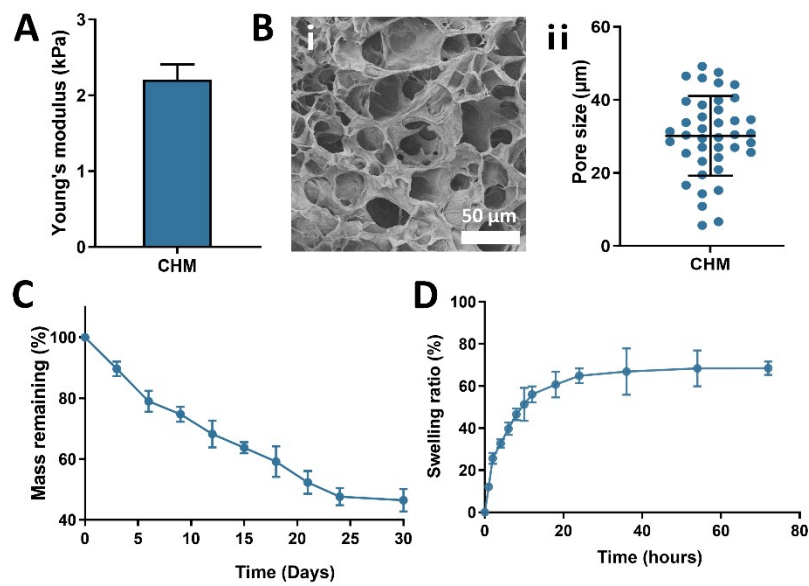 A
Young's modulus (kPa)
3
2
1
0
CHM
B
i
50 µm
ii
Pore size (µm)
60
40
20
0
CHM
C
Mass remaining (%)
100
80
60
40
0 5 10 15 20 25 30
Time (Days)
D
Swelling ratio (%)
100
80
60
40
20
0
0 20 40 60 80
Time (hours)